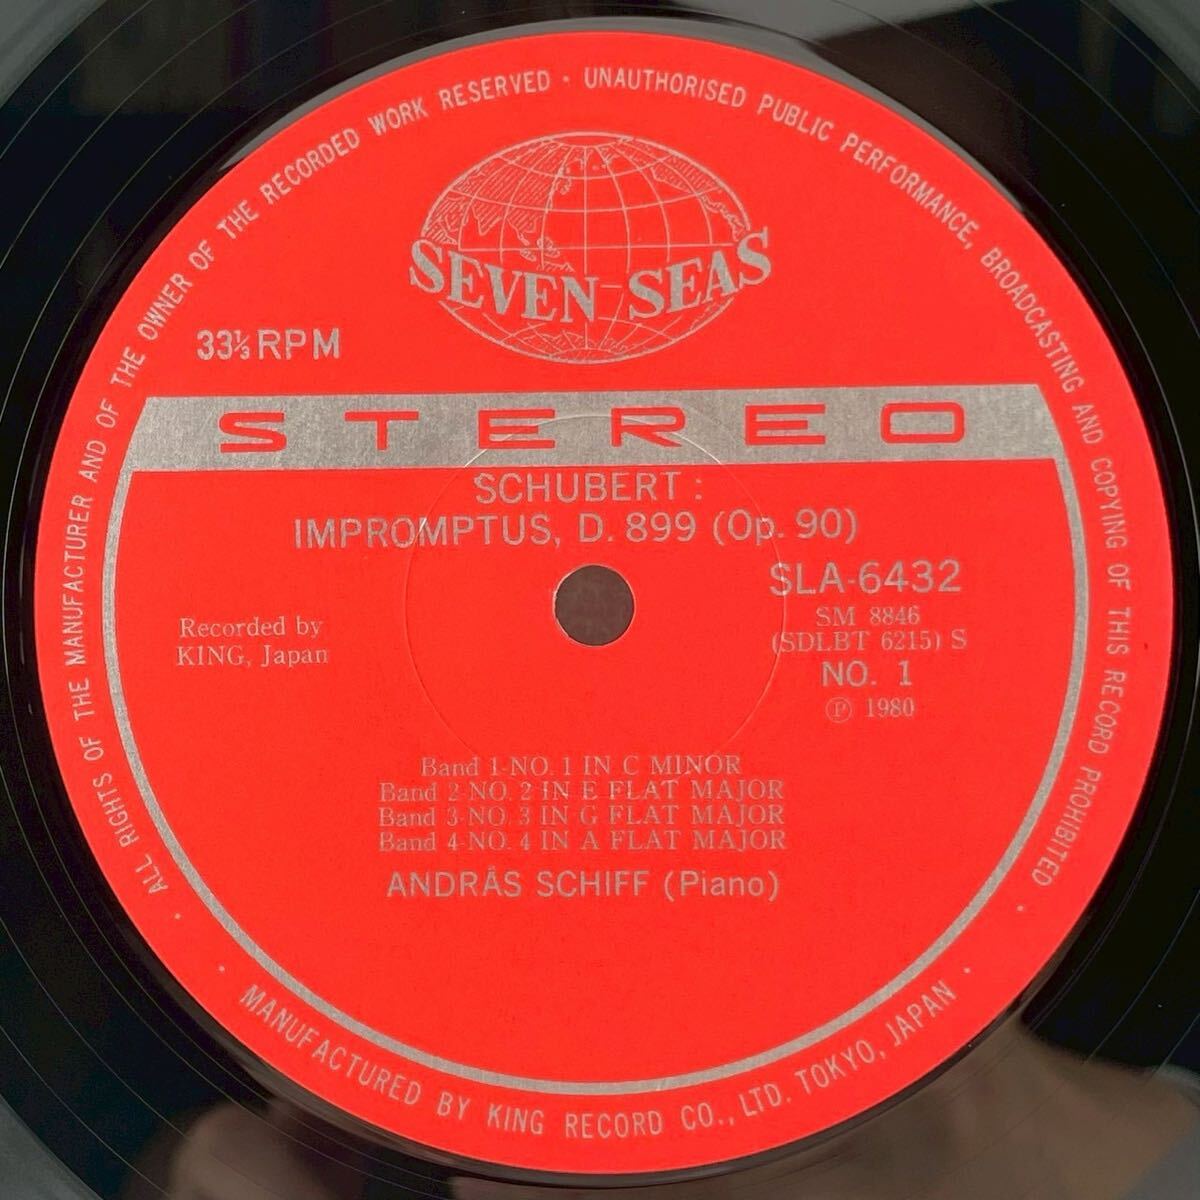 ALL RIGHTS OF THE MANUFACTURER AND OF THE OWNER OF THE RECORDED WORK RESERVED · UNAUTHORISED PUBLIC PERFORMANCE, BROADCASTING AND COPYING OF THIS RECORD PROHIBITED
SEVEN SEAS
33⅓ RPM
STEREO
SCHUBERT :
IMPROMPTUS, D. 899 (Op. 90)
SLA-6432
SM 8846
(SDLBT 6215) S
NO. 1
Ⓟ 1980
Recorded by
KING, Japan
Band 1-NO. 1 IN C MINOR
Band 2-NO. 2 IN E FLAT MAJOR
Band 3-NO. 3 IN G FLAT MAJOR
Band 4-NO. 4 IN A FLAT MAJOR
ANDRÁS SCHIFF (Piano)
· MANUFACTURED BY KING RECORD CO., LTD. TOKYO, JAPAN ·